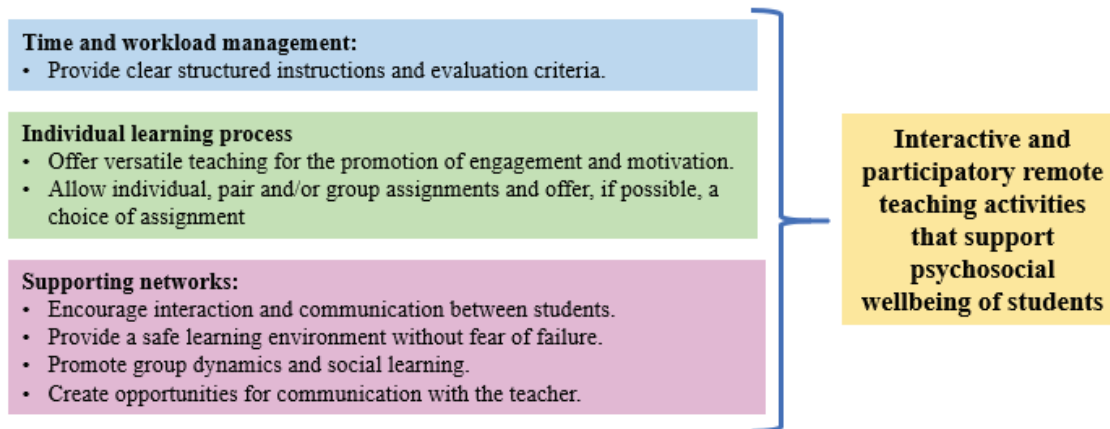 Time and workload management:
• Provide clear structured instructions and evaluation criteria.
Individual learning process
• Offer versatile teaching for the promotion of engagement and motivation.
• Allow individual, pair and/or group assignments and offer, if possible, a
choice of assignment
Supporting networks:
• Encourage interaction and communication between students.
• Provide a safe learning environment without fear of failure.
• Promote group dynamics and social learning.
• Create opportunities for communication with the teacher.
Interactive and
participatory remote
teaching activities
that support
psychosocial
wellbeing of students